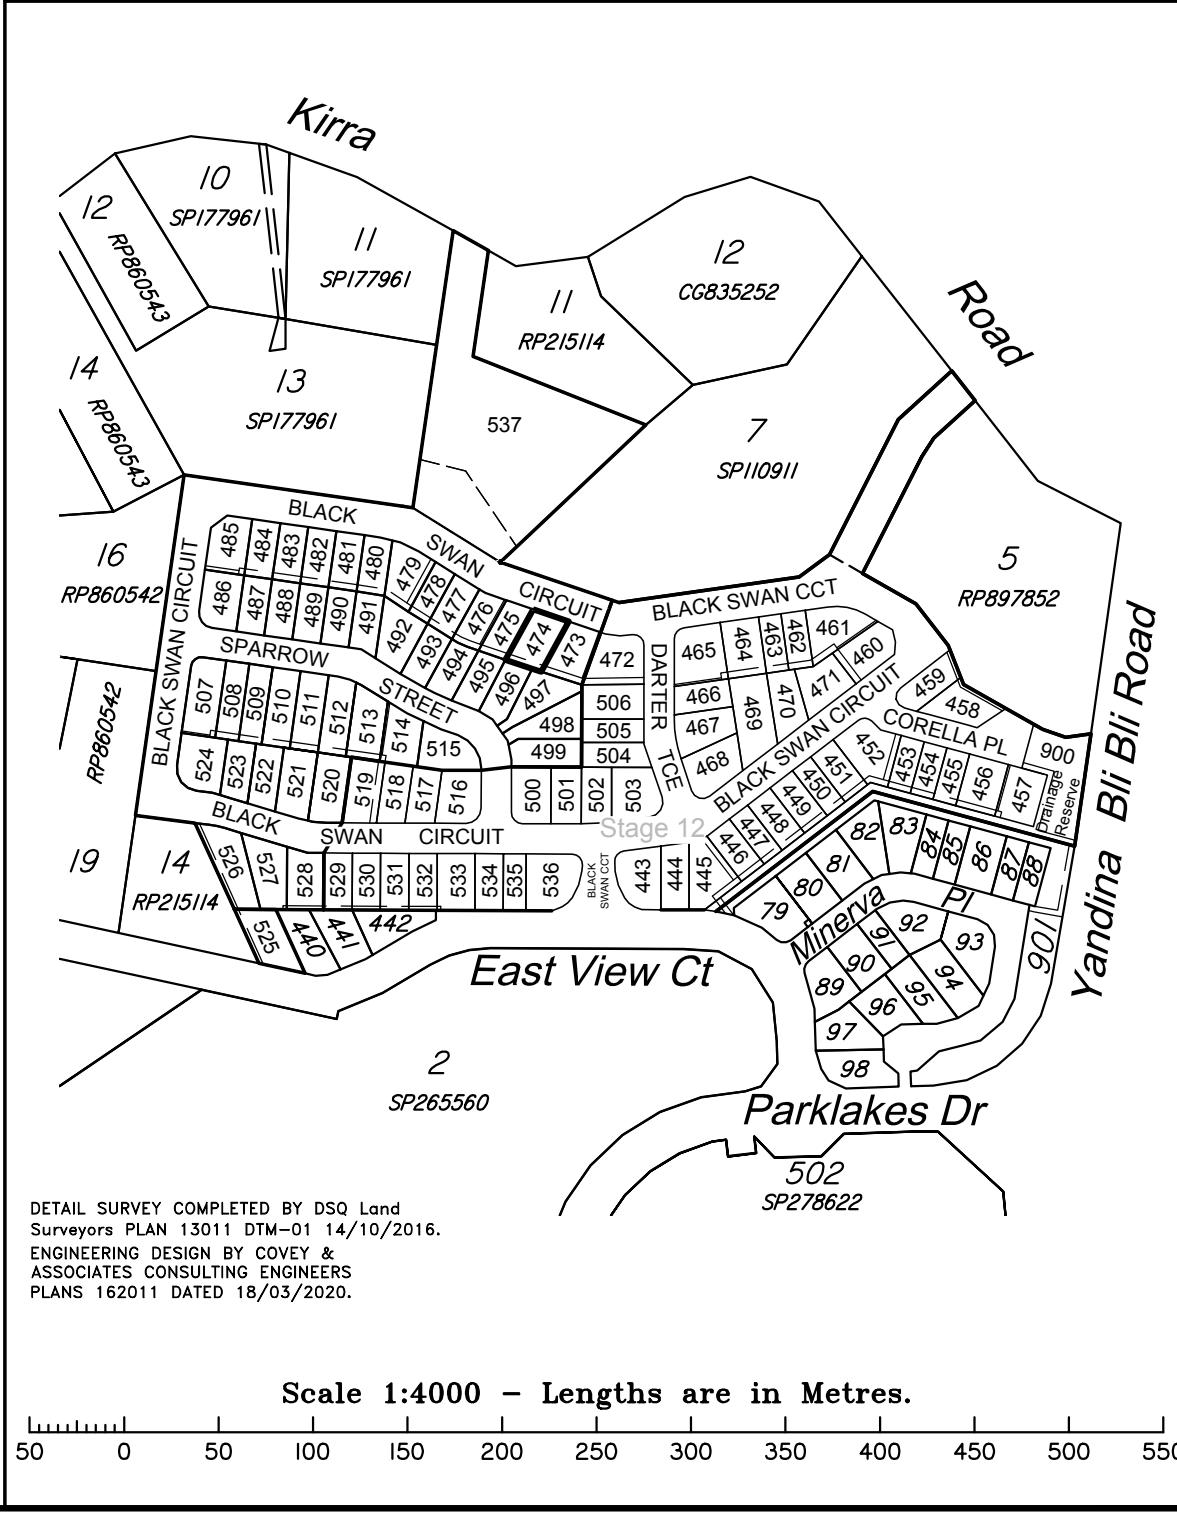 Kirra
10
SP177961
12
RP860543
11
SP177961
12
CG835252
11
RP215114
Road
14
RP860543
13
SP177961
537
7
SP110911
BLACK
SWAN
CIRCUIT
16
RP860542
5
RP897852
BLACK SWAN CIRCUIT
485
484
483
482
481
480
479
478
477
476
475
474
473
472
486
487
488
489
490
491
492
493
494
495
496
497
498
499
SPARROW
STREET
BLACK SWAN CCT
DARTER
TCE
465
464
463
462
461
460
466
467
468
469
470
471
459
458
CORELLA PL
BLACK SWAN CIRCUIT
900
Drainage
Reserve
Yandina Bli Bli Road
RP860542
507
508
509
510
511
512
513
514
515
506
505
504
524
523
522
521
520
519
518
517
516
500
501
502
503
452
453
454
455
456
457
451
450
449
448
447
446
BLACK
SWAN
CIRCUIT
Stage 12
19
14
RP215114
526
527
528
529
530
531
532
533
534
535
536
BLACK
SWAN CCT
443
444
445
525
440
441
442
82
83
84
85
86
87
88
81
80
79
Minerva
Pl
92
93
91
90
89
94
95
96
97
98
901
East View Ct
2
SP265560
Parklakes Dr
502
SP278622
DETAIL SURVEY COMPLETED BY DSQ Land
Surveyors PLAN 13011 DTM-01 14/10/2016.
ENGINEERING DESIGN BY COVEY &
ASSOCIATES CONSULTING ENGINEERS
PLANS 162011 DATED 18/03/2020.
Scale 1:4000 - Lengths are in Metres.
50 0 50 100 150 200 250 300 350 400 450 500 550